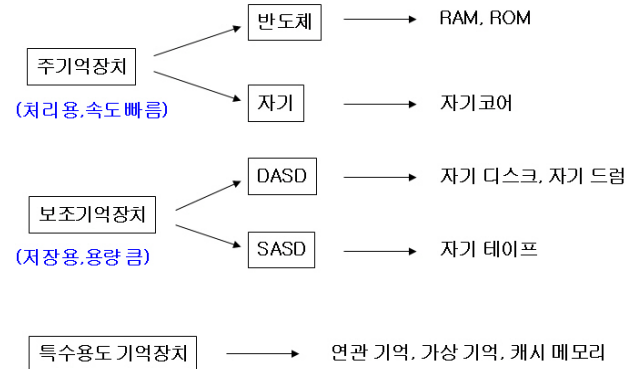 반도체 RAM, ROM
주기억장치
(처리용,속도빠름) 자기 자기코어
DASD 자기 디스크, 자기 드럼
보조기억장치
(저장용,용량 큼) SASD 자기 테이프
특수용도 기억장치 연관 기억, 가상 기억, 캐시 메모리